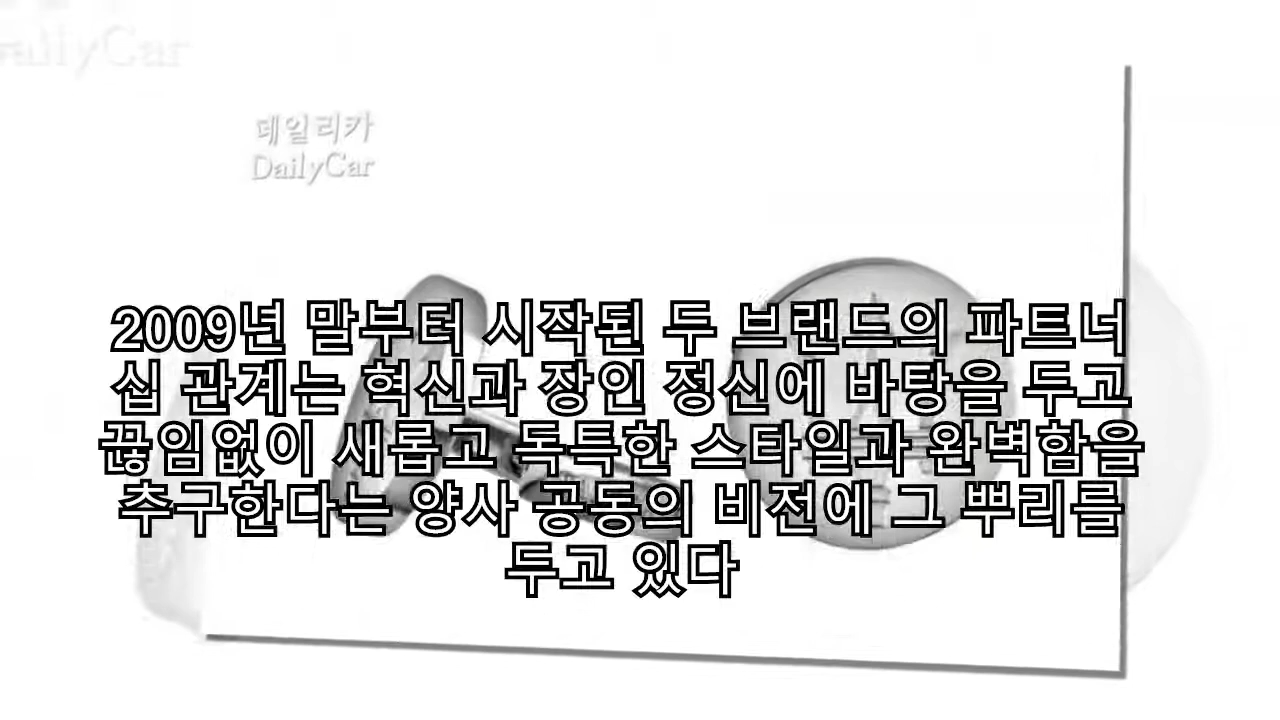 DailyCar
데일리카
DailyCar
2009년 말부터 시작된 두 브랜드의 파트너
십 관계는 혁신과 장인 정신에 바탕을 두고
끊임없이 새롭고 독특한 스타일과 완벽함을
추구한다는 양사 공동의 비전에 그 뿌리를
두고 있다